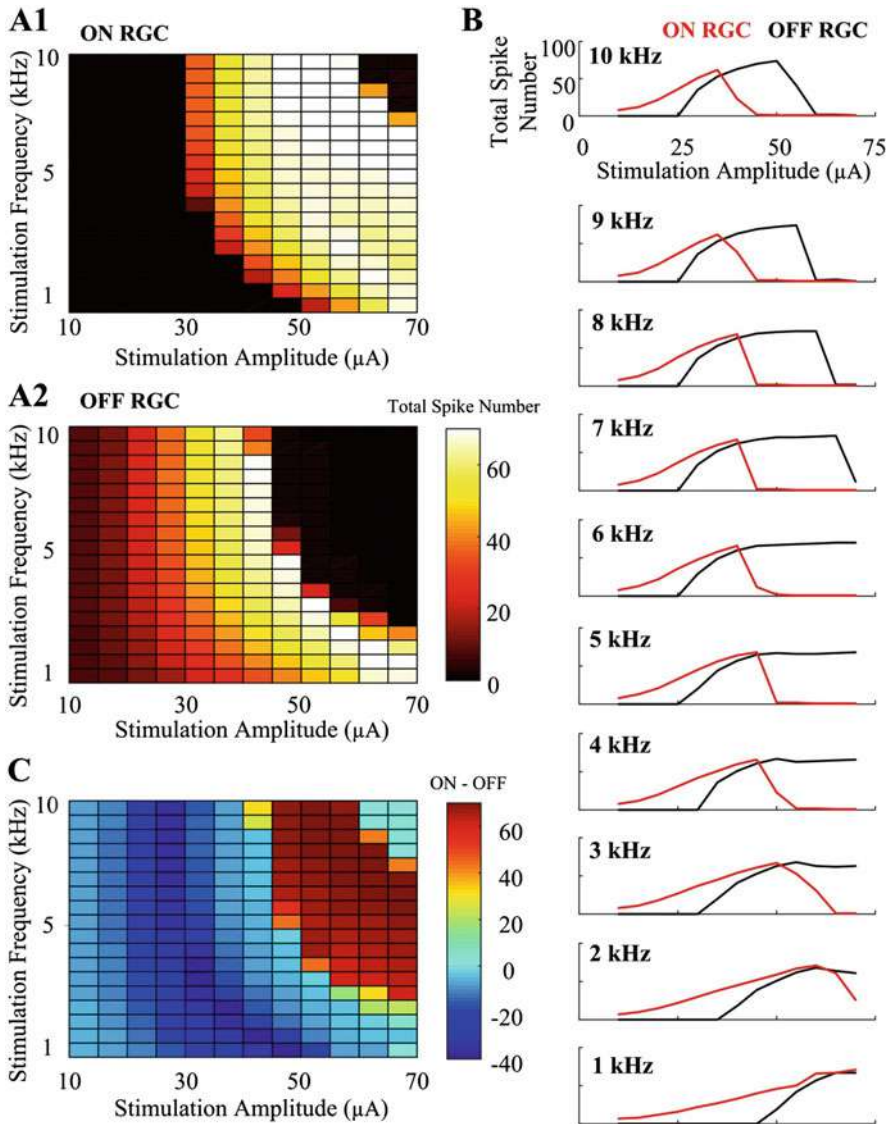 A1
ON RGC
Stimulation Frequency (kHz)
10
5
1
10 30 50 70
Stimulation Amplitude (µA)
A2
OFF RGC
Total Spike Number
Stimulation Frequency (kHz)
10
5
1
10 30 50 70
Stimulation Amplitude (µA)
60
40
20
0
C
ON - OFF
Stimulation Frequency (kHz)
10
5
1
10 30 50 70
Stimulation Amplitude (µA)
60
40
20
0
-20
-40
B
ON RGC OFF RGC
Total Spike
Number
100
50
0
10 kHz
0 25 50 75
Stimulation Amplitude (µA)
9 kHz
8 kHz
7 kHz
6 kHz
5 kHz
4 kHz
3 kHz
2 kHz
1 kHz